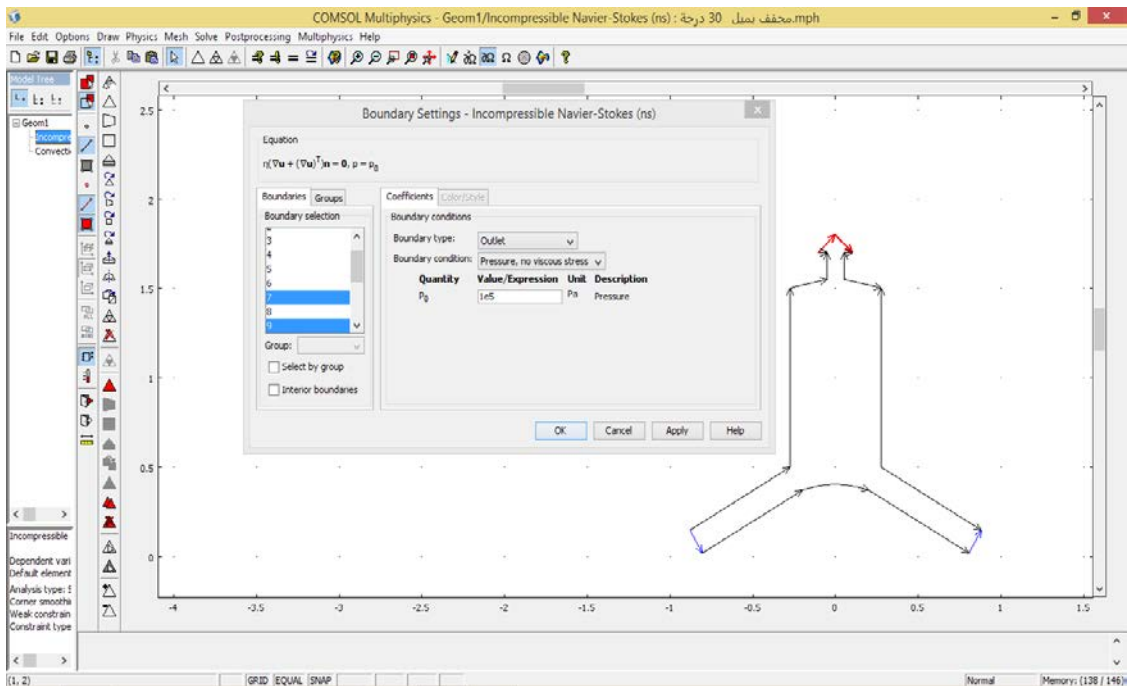 COMSOL Multiphysics - Geom1/Incompressible Navier-Stokes (ns) : محقف بميل 30 درجة.mph
File Edit Options Draw Physics Mesh Solve Postprocessing Multiphysics Help
Model Tree
Geom1
Incompre
Convecti
Boundary Settings - Incompressible Navier-Stokes (ns)
Equation
η(∇u + (∇u)ᵀ)n = 0, p = p₀
Boundaries Groups
Boundary selection
3
4
5
6
7
8
9
Group:
Select by group
Interior boundaries
Coefficients Color/Style
Boundary conditions
Boundary type: Outlet
Boundary condition: Pressure, no viscous stress
Quantity Value/Expression Unit Description
P₀ 1e5 Pa Pressure
OK Cancel Apply Help
2.5
2
1.5
1
0.5
0
-4 -3.5 -3 -2.5 -2 -1.5 -1 -0.5 0 0.5 1 1.5
Incompressible
Dependent vari
Default element
Analysis type: S
Corner smoothi
Weak constrain
Constraint type
(1, 2) GRID EQUAL SNAP Normal Memory: (138 / 146)